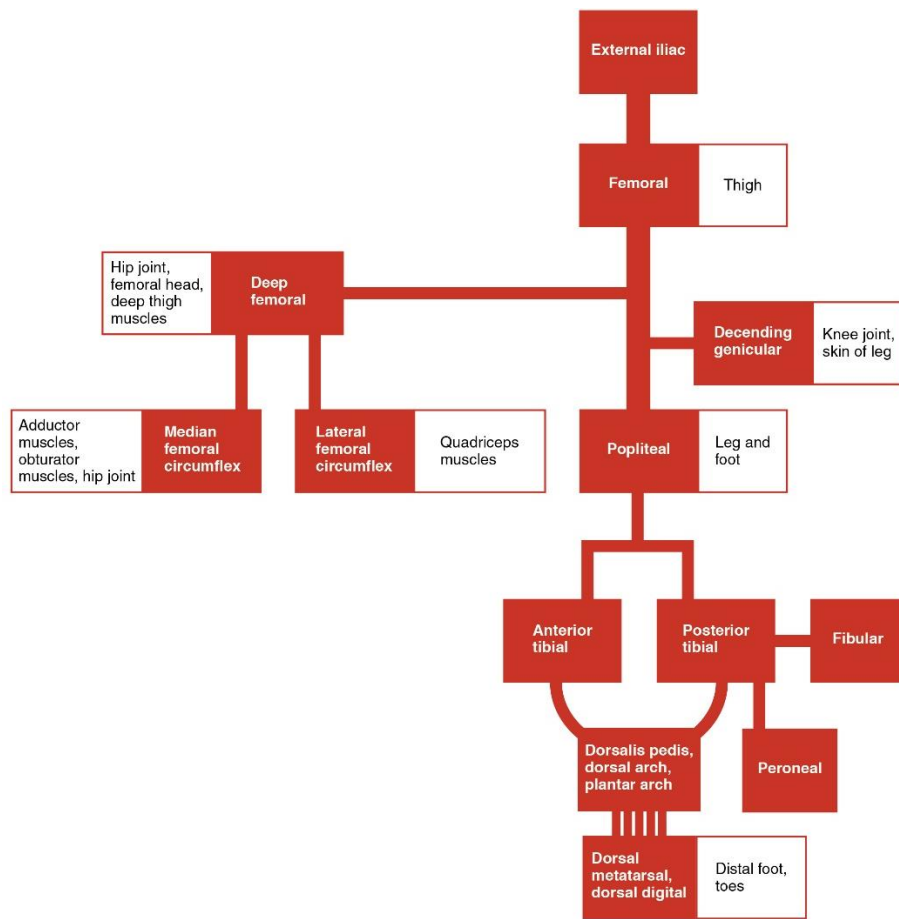 External iliac
Femoral
Thigh
Hip joint,
femoral head,
deep thigh
muscles
Deep
femoral
Decending
genicular
Knee joint,
skin of leg
Adductor
muscles,
obturator
muscles, hip joint
Median
femoral
circumflex
Lateral
femoral
circumflex
Quadriceps
muscles
Popliteal
Leg and
foot
Anterior
tibial
Posterior
tibial
Fibular
Dorsalis pedis,
dorsal arch,
plantar arch
Peroneal
Dorsal
metatarsal,
dorsal digital
Distal foot,
toes